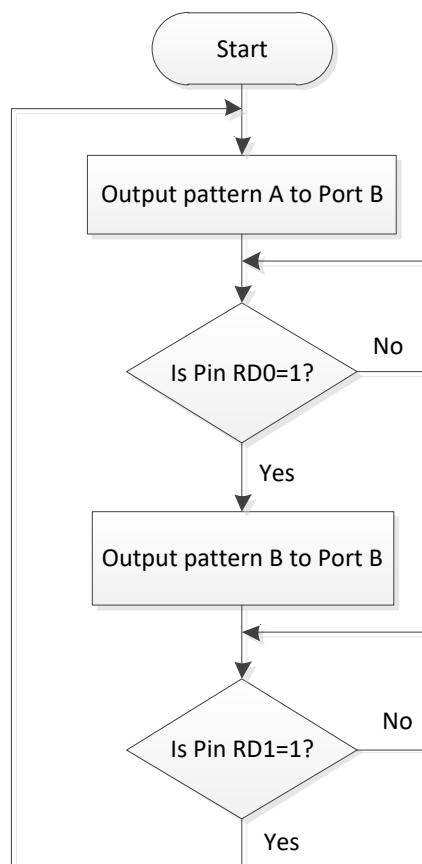 Start
Output pattern A to Port B
Is Pin RD0=1?
No
Yes
Output pattern B to Port B
Is Pin RD1=1?
No
Yes